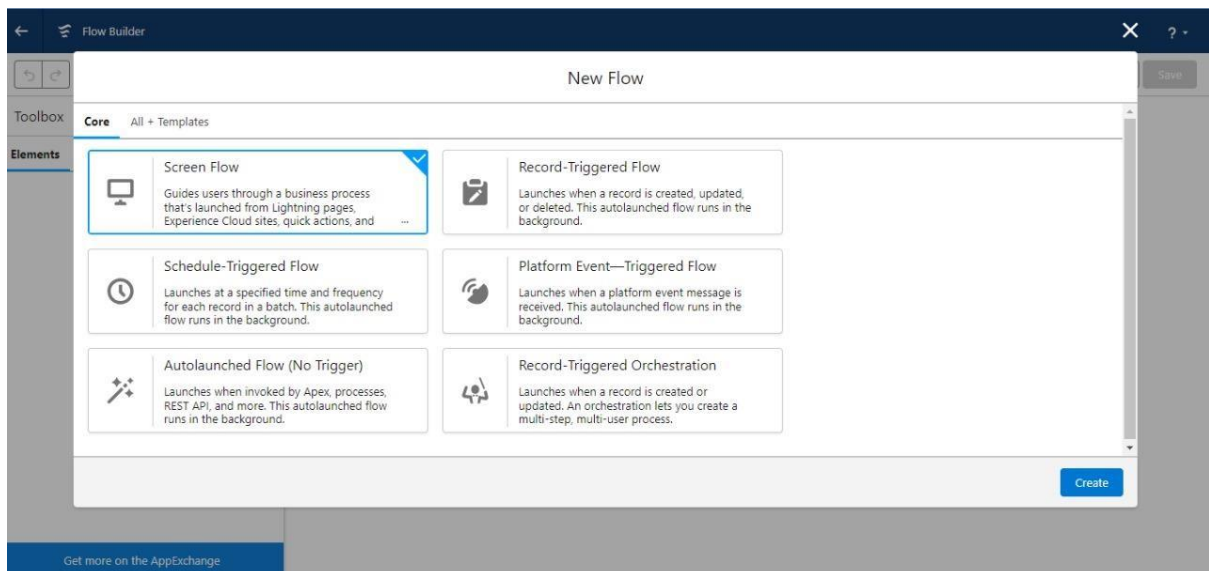 Flow Builder
?
New Flow
Save
Toolbox
Core All + Templates
Elements
Screen Flow
Guides users through a business process
that's launched from Lightning pages,
Experience Cloud sites, quick actions, and ...
Record-Triggered Flow
Launches when a record is created, updated,
or deleted. This autolaunched flow runs in the
background.
Schedule-Triggered Flow
Launches at a specified time and frequency
for each record in a batch. This autolaunched
flow runs in the background.
Platform Event—Triggered Flow
Launches when a platform event message is
received. This autolaunched flow runs in the
background.
Autolaunched Flow (No Trigger)
Launches when invoked by Apex, processes,
REST API, and more. This autolaunched flow
runs in the background.
Record-Triggered Orchestration
Launches when a record is created or
updated. An orchestration lets you create a
multi-step, multi-user process.
Create
Get more on the AppExchange